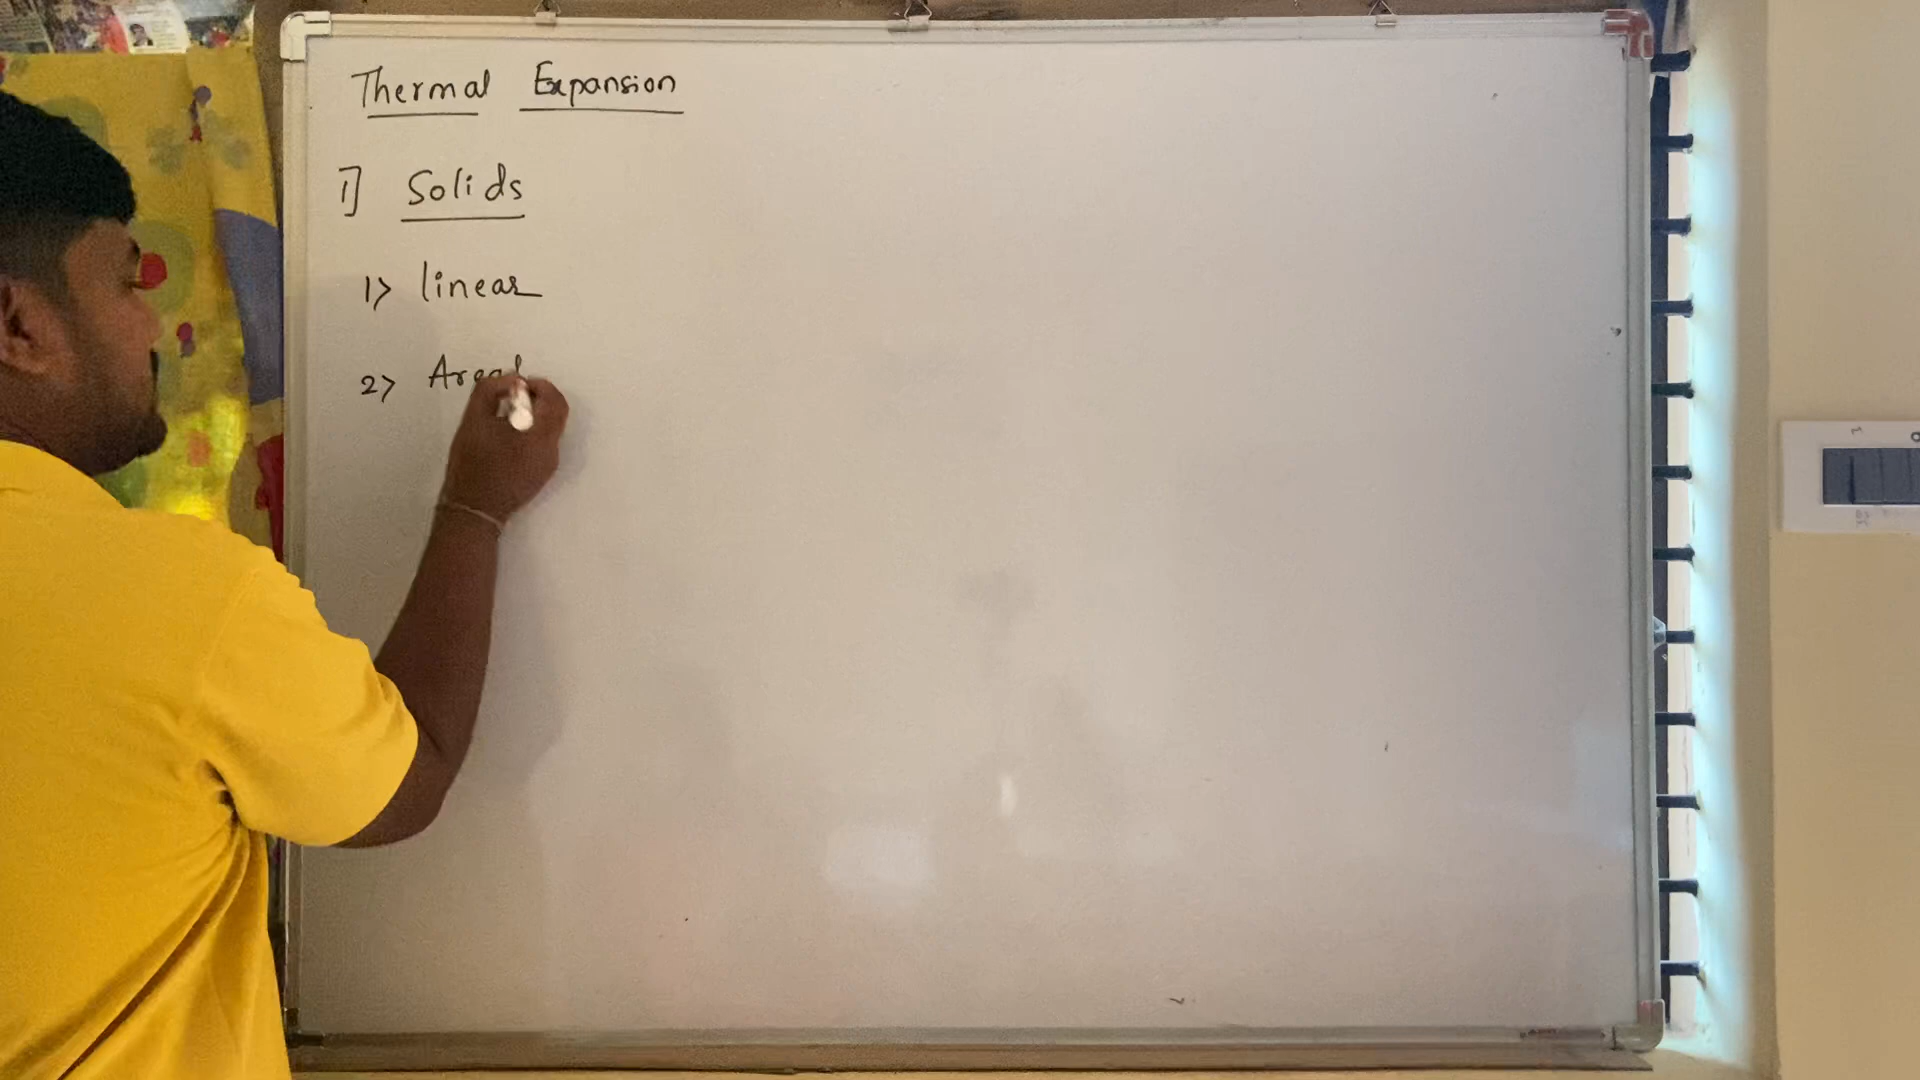 Thermal Expansion
1] Solids
1> linear
2> Areal